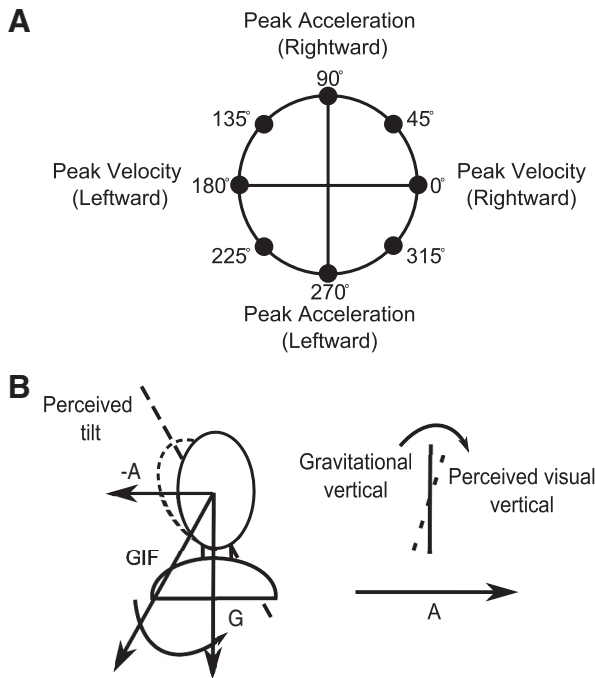 A
Peak Acceleration
(Rightward)
90°
135°
45°
Peak Velocity
(Leftward)
180°
0°
Peak Velocity
(Rightward)
225°
315°
270°
Peak Acceleration
(Leftward)
B
Perceived
tilt
-A
GIF
G
Gravitational
vertical
Perceived visual
vertical
A